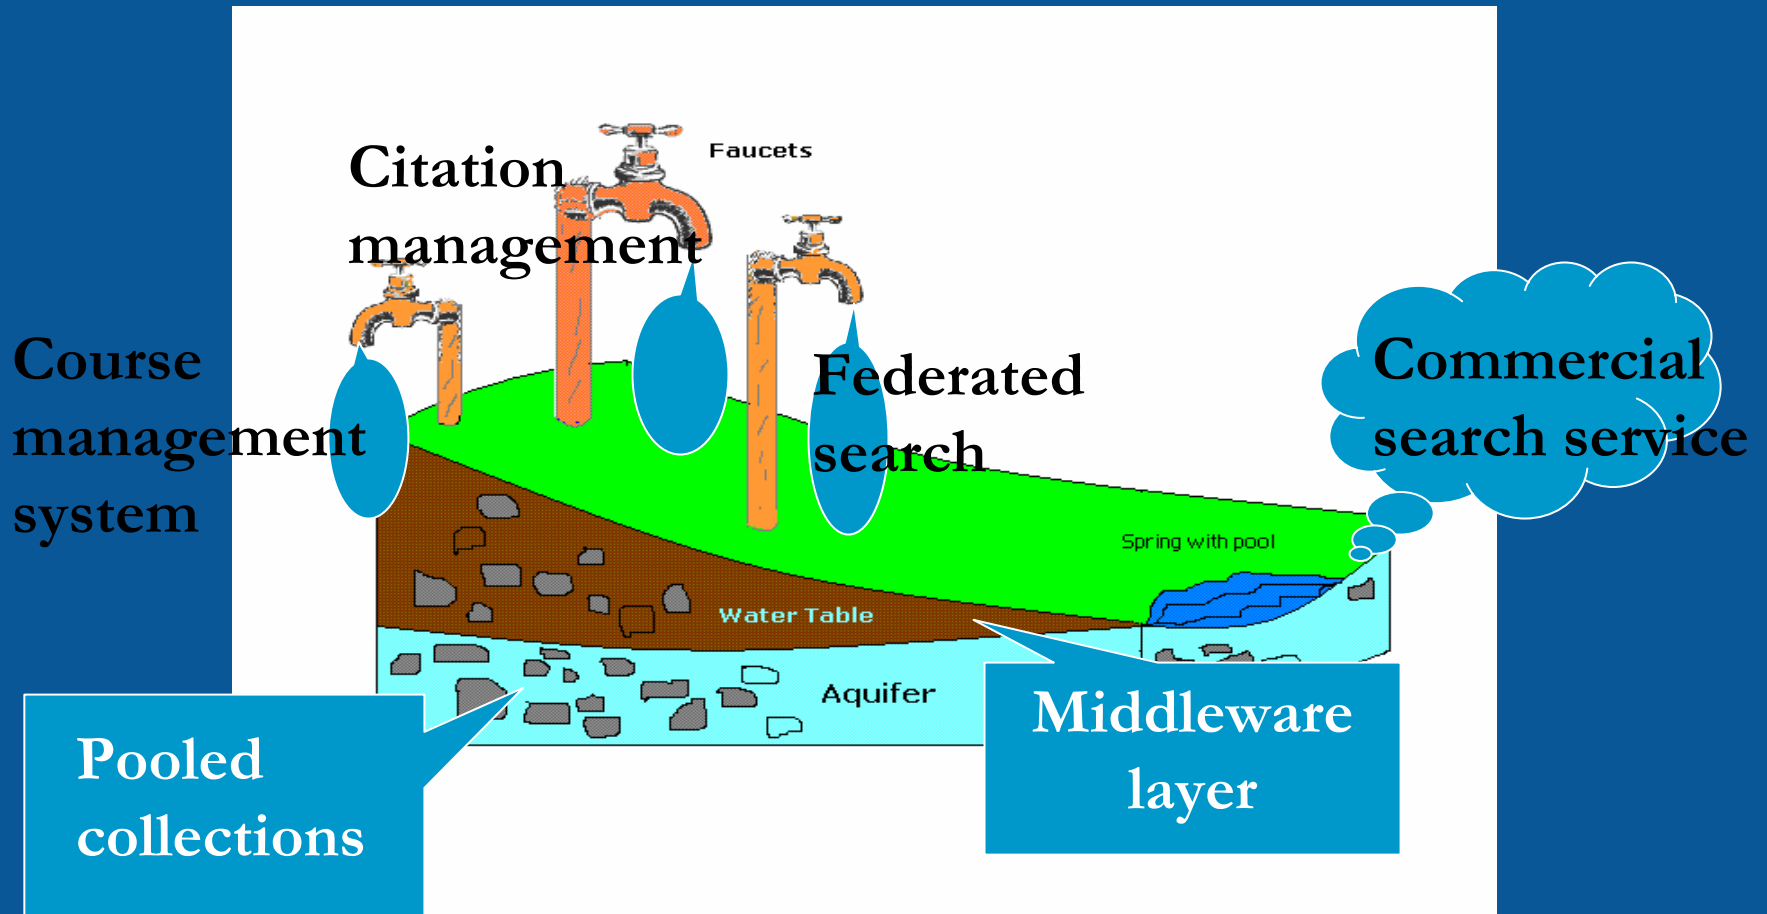 Faucets
Citation
management
Course
management
system
Federated
search
Commercial
search service
Spring with pool
Water Table
Aquifer
Middleware
layer
Pooled
collections